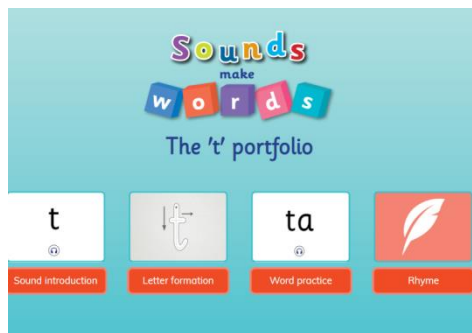 Sounds
make
words
The 't' portfolio
t
t
ta
Sound introduction
Letter formation
Word practice
Rhyme